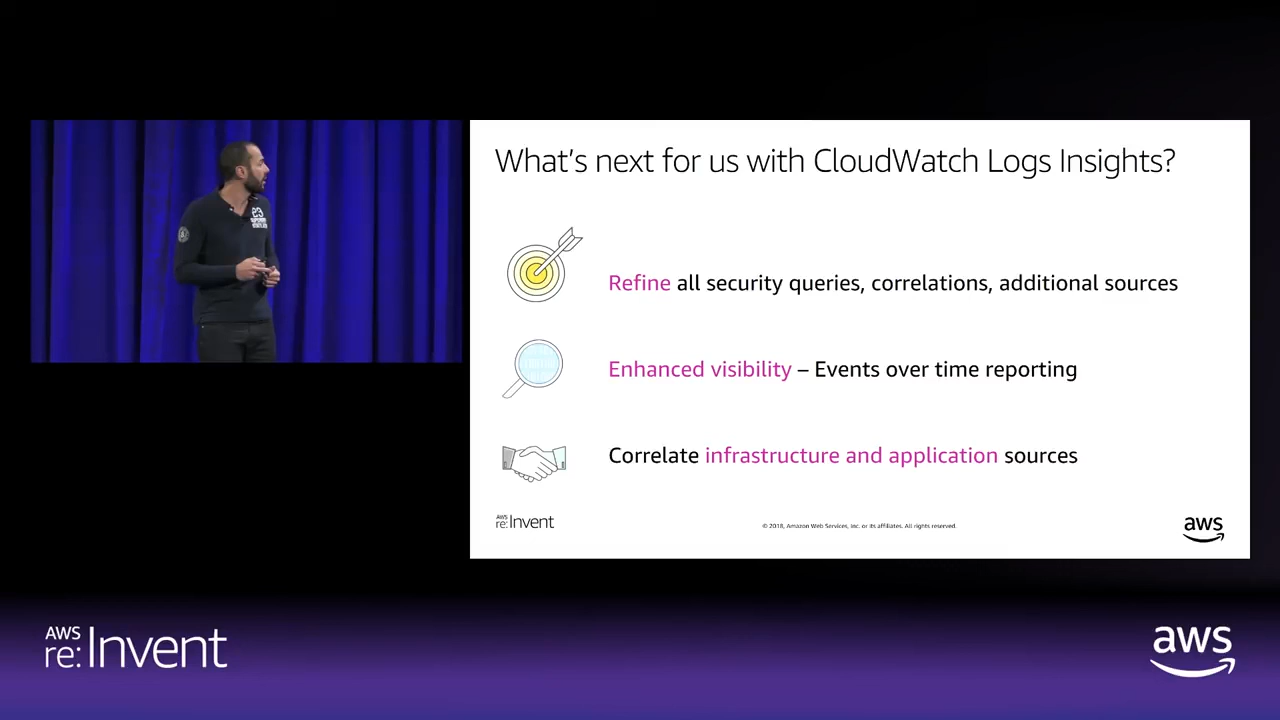 What's next for us with CloudWatch Logs Insights?
Refine all security queries, correlations, additional sources
Enhanced visibility – Events over time reporting
Correlate infrastructure and application sources
AWS
re:Invent
© 2018, Amazon Web Services, Inc. or its affiliates. All rights reserved.
aws
AWS
re:Invent
aws